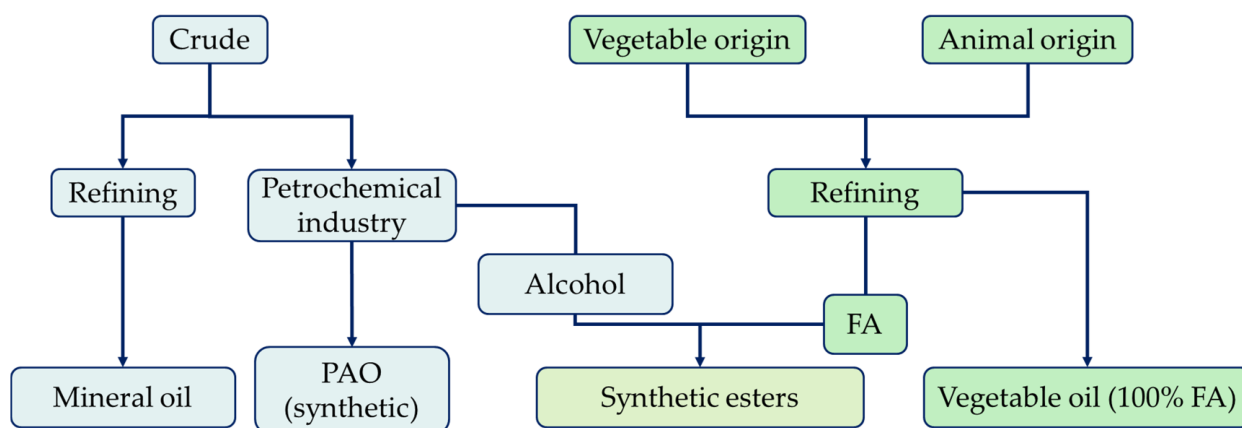 Crude
Vegetable origin
Animal origin
Refining
Petrochemical
industry
Refining
Alcohol
FA
Mineral oil
PAO
(synthetic)
Synthetic esters
Vegetable oil (100% FA)